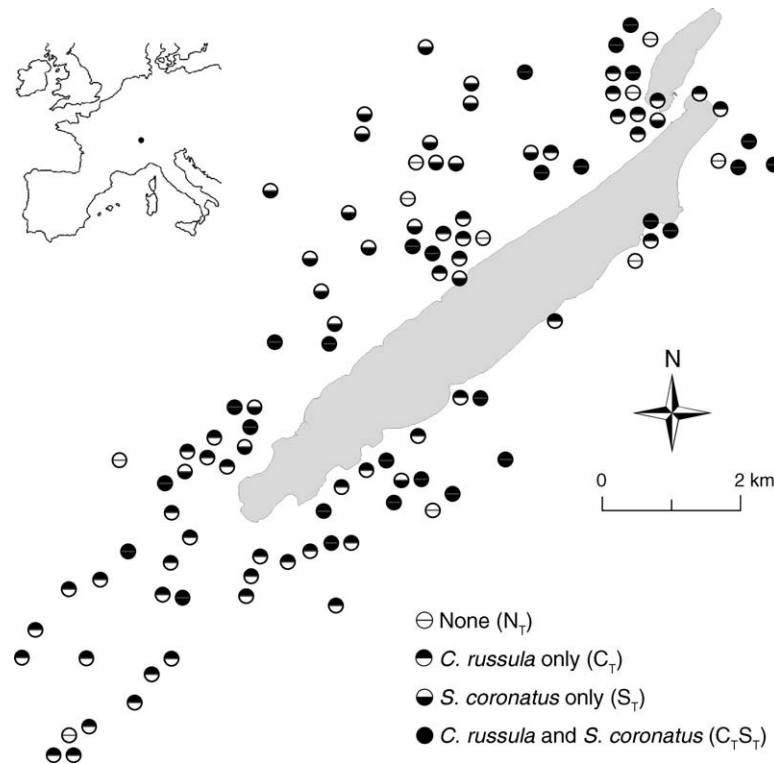 N
0 2 km
None (N_T)
C. russula only (C_T)
S. coronatus only (S_T)
C. russula and S. coronatus (C_TS_T)